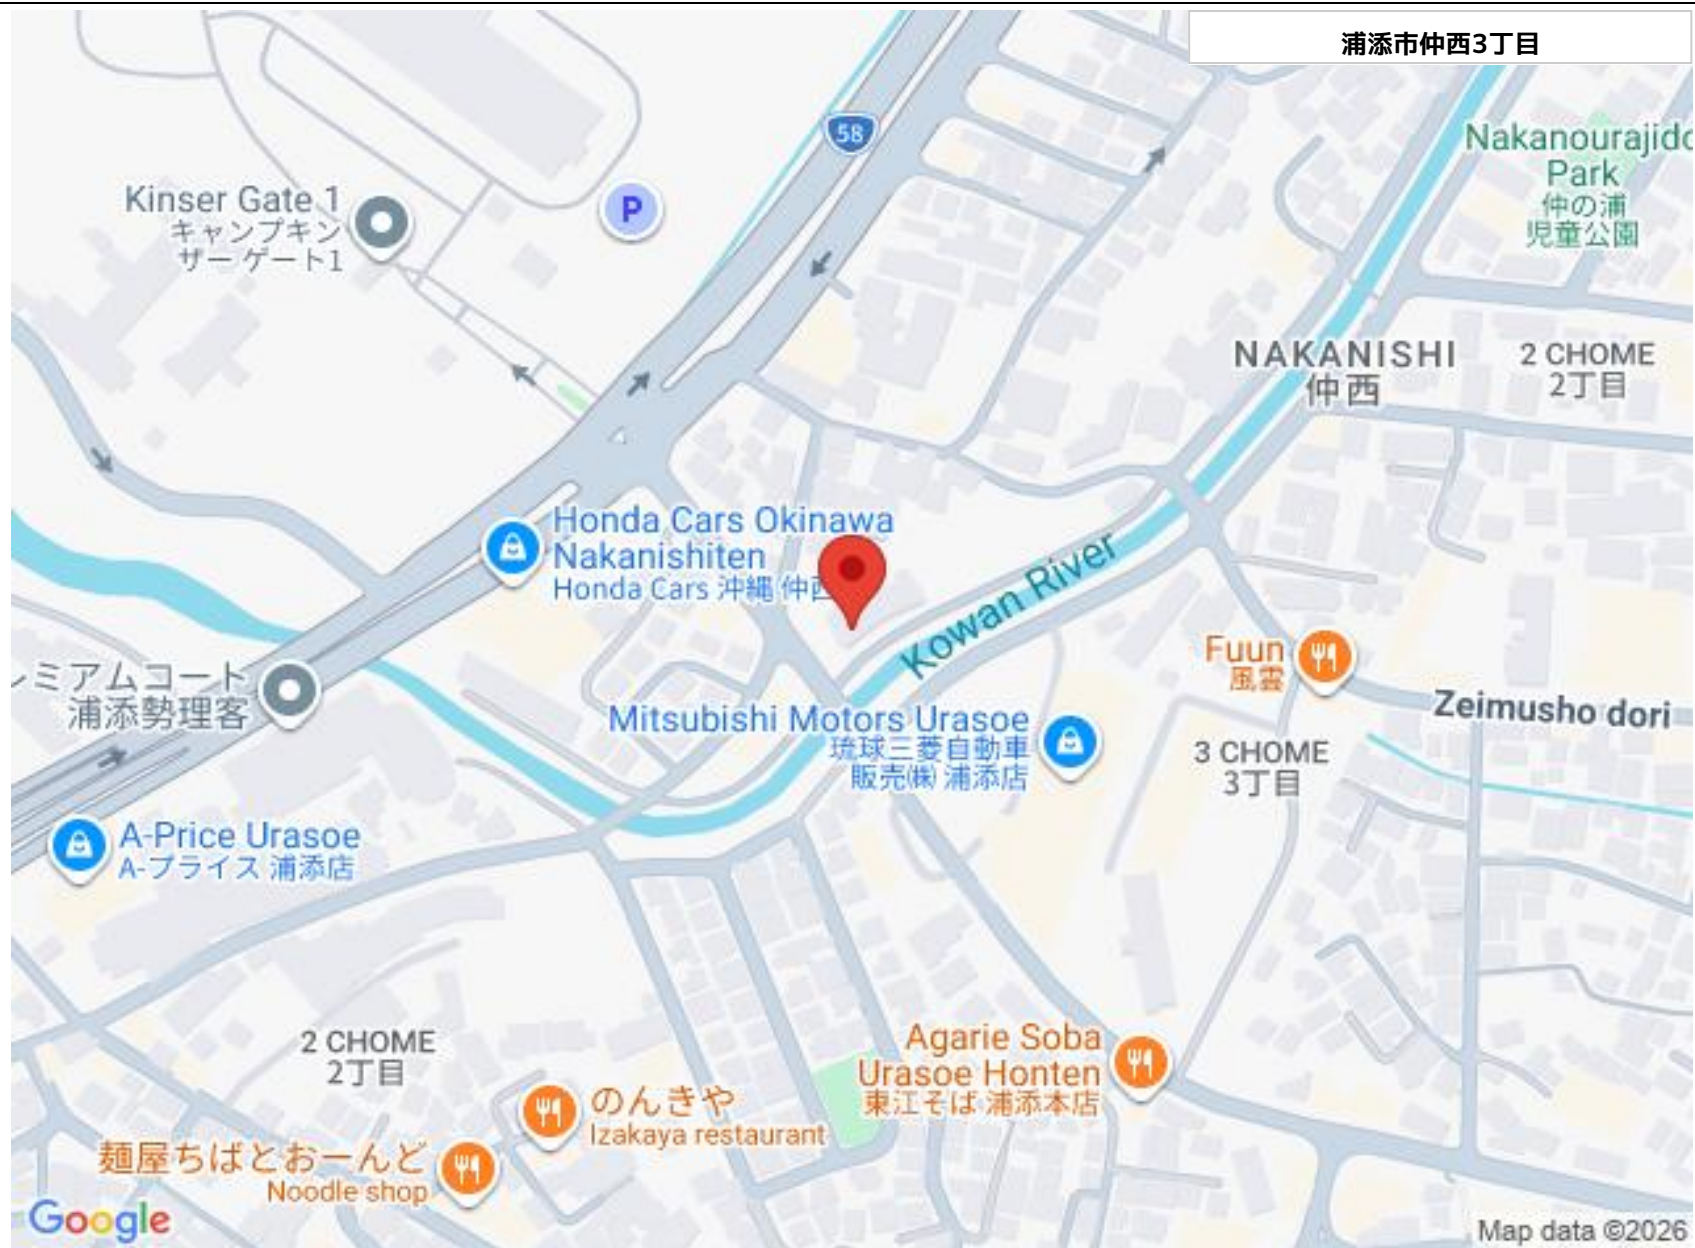 浦添市仲西3丁目
58
Nakanourajido
Park
仲の浦
児童公園
Kinser Gate 1
キャンプキン
ザー ゲート1
P
NAKANISHI
仲西
2 CHOME
2丁目
Honda Cars Okinawa
Nakanishiten
Honda Cars 沖縄 仲西
Kowan River
Fuun
風雲
ミアムコート
浦添勢理客
Zeimusho dori
Mitsubishi Motors Urasoe
琉球三菱自動車
販売㈱ 浦添店
3 CHOME
3丁目
A-Price Urasoe
A-プライス 浦添店
2 CHOME
2丁目
Agarie Soba
Urasoe Honten
東江そば 浦添本店
のんきや
Izakaya restaurant
麺屋ちばとおーんど
Noodle shop
Google
Map data ©2026